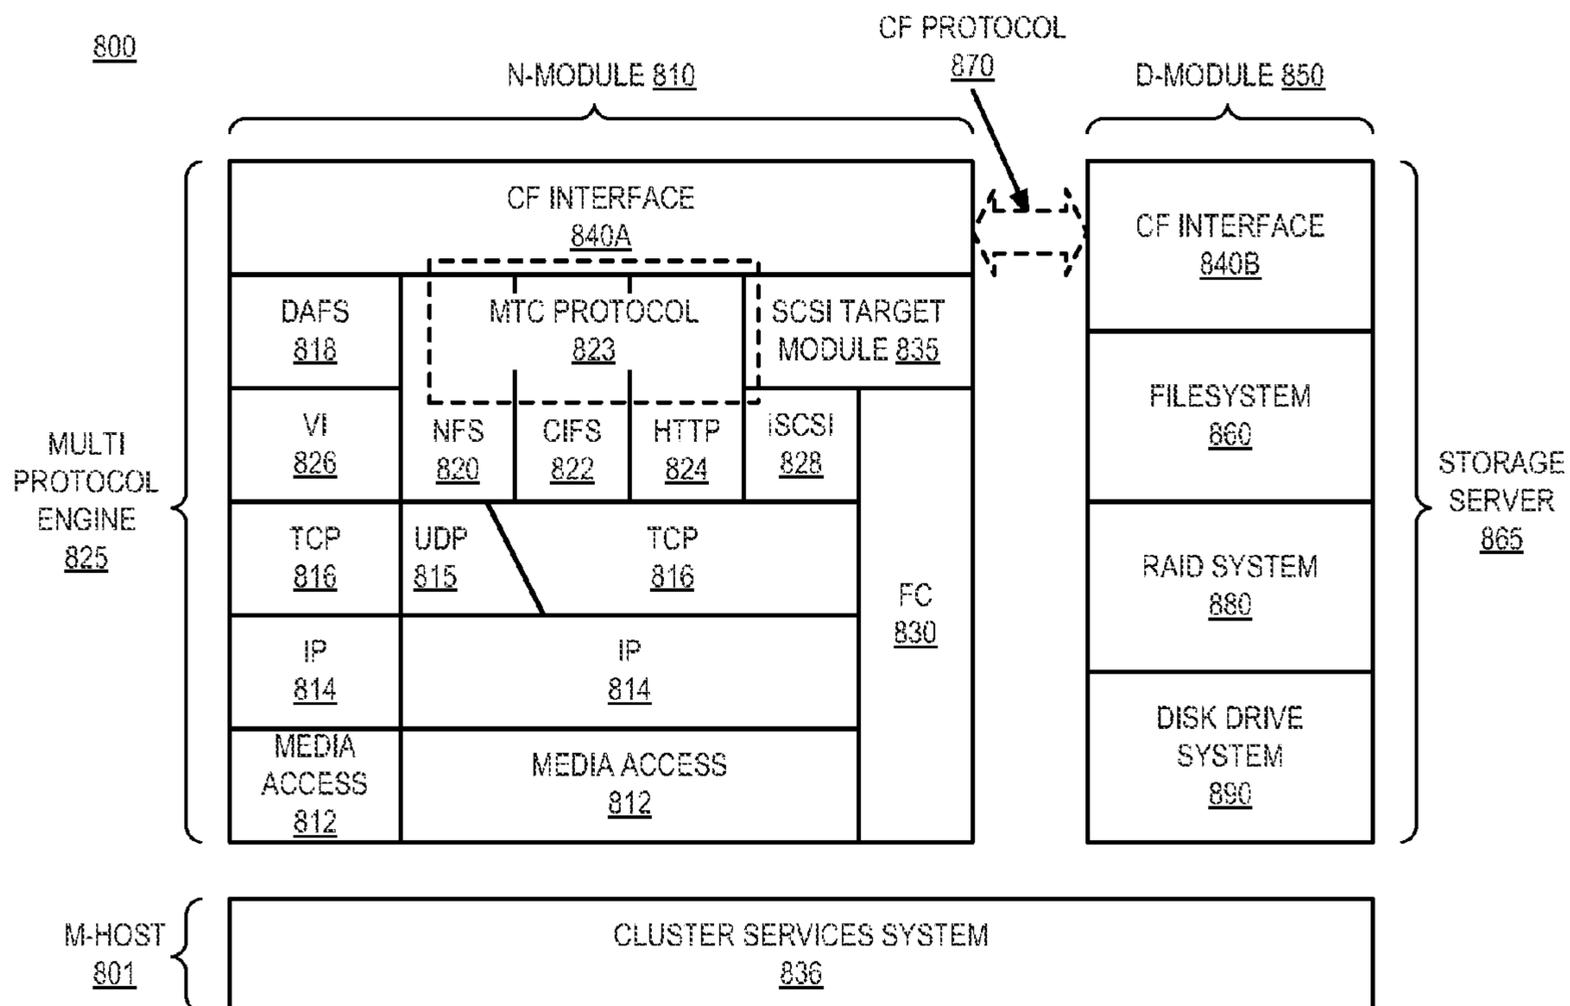 800
CF PROTOCOL
870
N-MODULE 810
D-MODULE 850
CF INTERFACE
840A
CF INTERFACE
840B
DAFS
818
MTC PROTOCOL
823
SCSI TARGET
MODULE 835
VI
826
NFS
820
CIFS
822
HTTP
824
iSCSI
828
FILESYSTEM
860
MULTI
PROTOCOL
ENGINE
825
STORAGE
SERVER
865
TCP
816
UDP
815
TCP
816
FC
830
RAID SYSTEM
880
IP
814
IP
814
MEDIA
ACCESS
812
MEDIA ACCESS
812
DISK DRIVE
SYSTEM
890
M-HOST
801
CLUSTER SERVICES SYSTEM
836